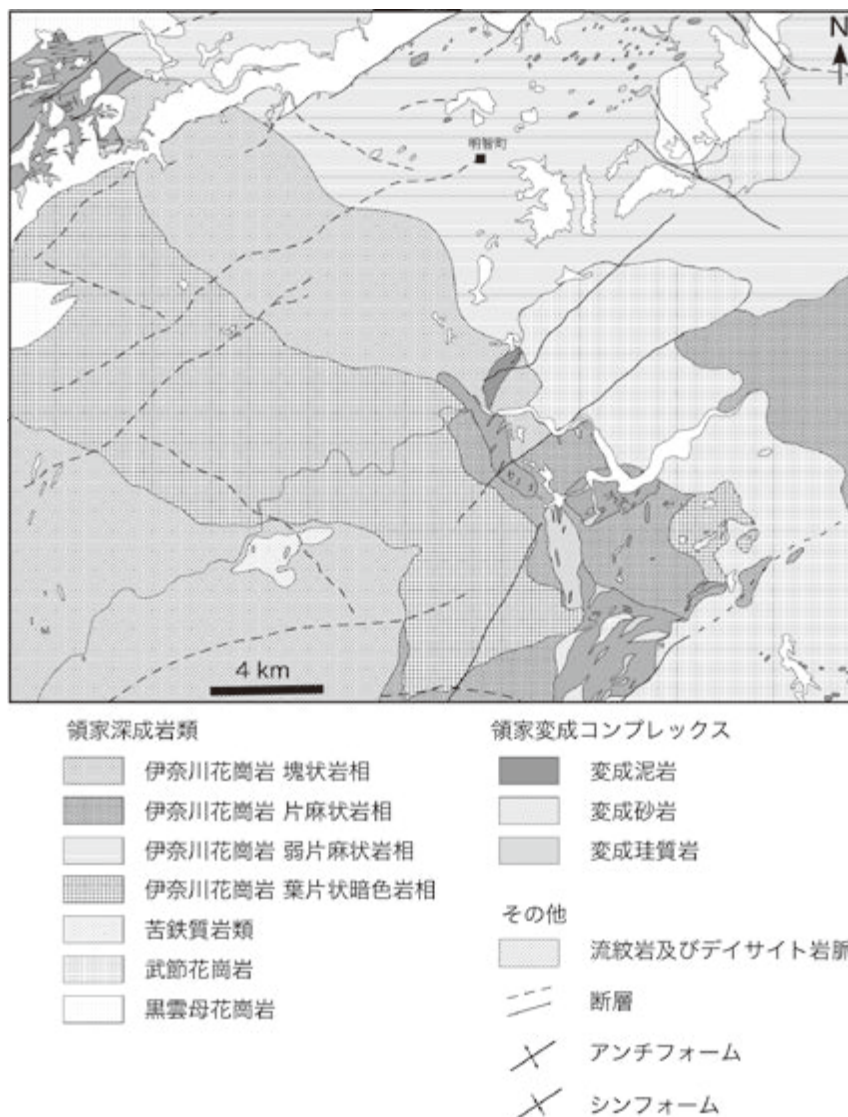 N
明智町
4 km
領家深成岩類
伊奈川花崗岩 塊状岩相
伊奈川花崗岩 片麻状岩相
伊奈川花崗岩 弱片麻状岩相
伊奈川花崗岩 葉片状暗色岩相
苦鉄質岩類
武節花崗岩
黒雲母花崗岩
領家変成コンプレックス
変成泥岩
変成砂岩
変成珪質岩
その他
流紋岩及びデイサイト岩脈
断層
アンチフォーム
シンフォーム